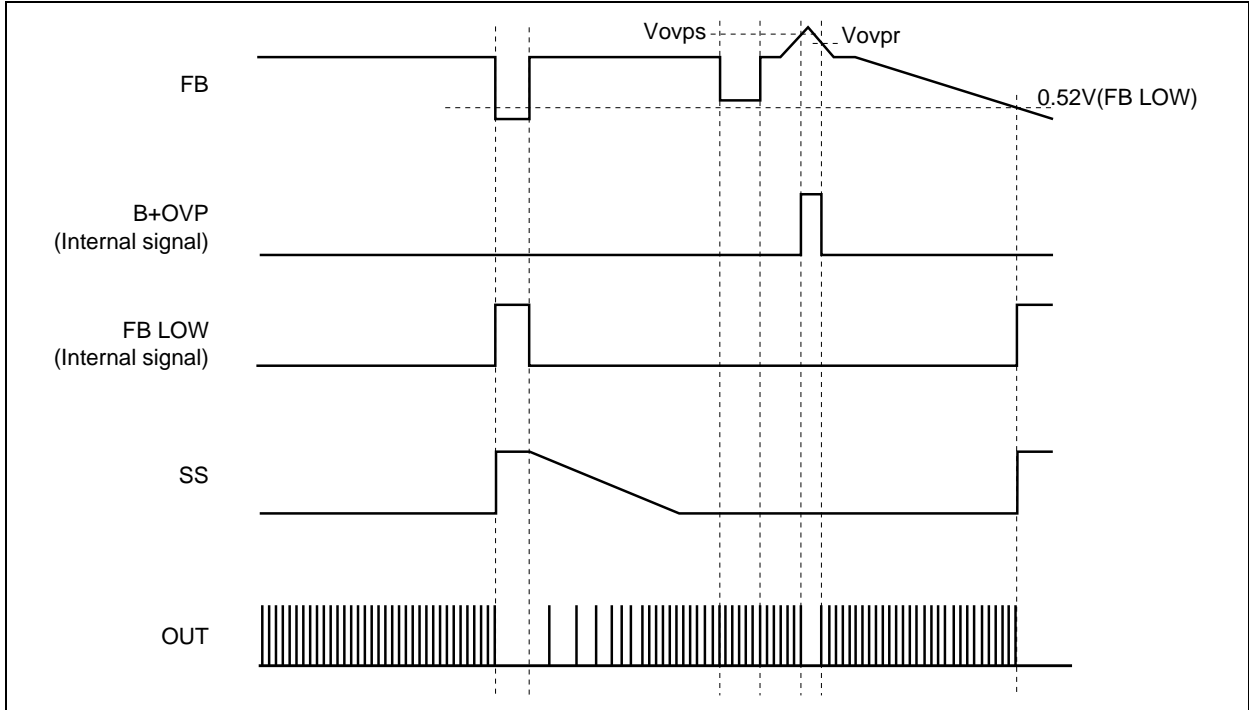 Vovps
Vovpr
FB
0.52V(FB LOW)
B+OVP
(Internal signal)
FB LOW
(Internal signal)
SS
OUT